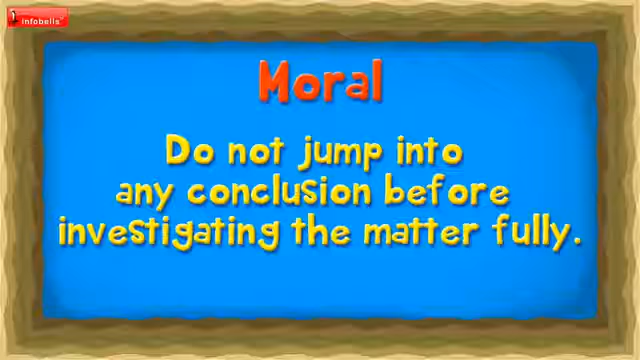 infobells
Moral
Do not jump into
any conclusion before
investigating the matter fully.